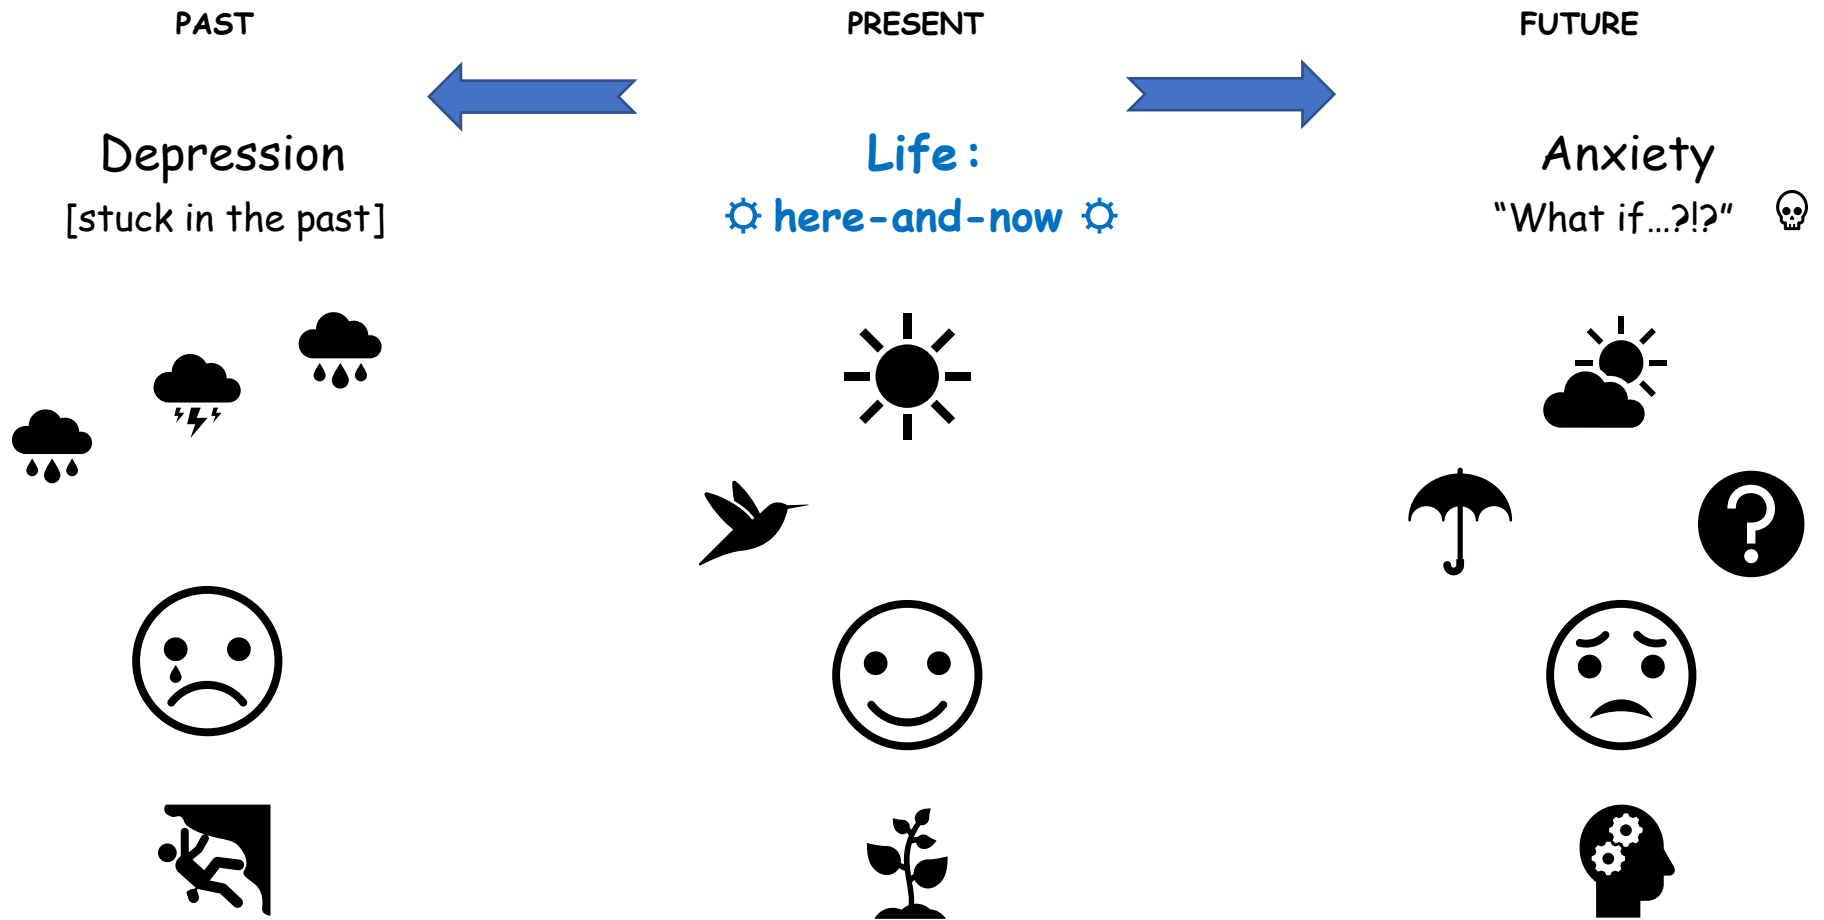 PAST
PRESENT
FUTURE
Depression
[stuck in the past]
Life:
here-and-now
Anxiety
“What if…?!?”
?